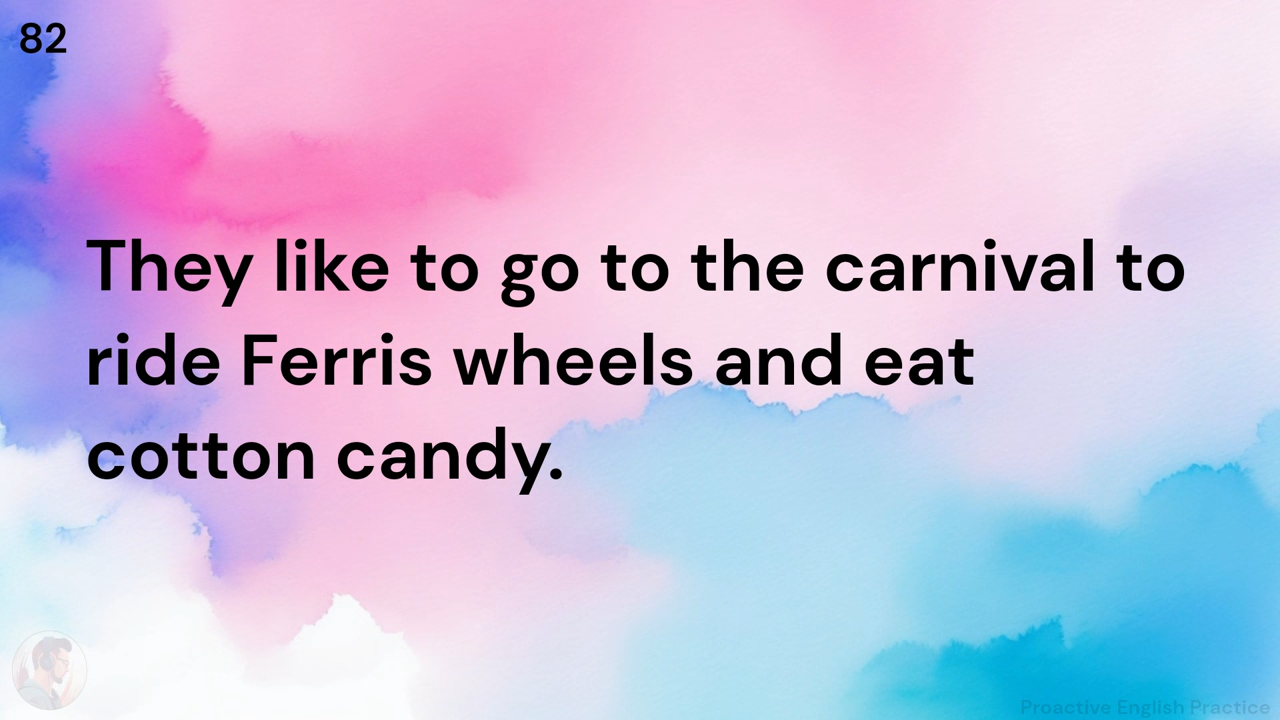 82
They like to go to the carnival to
ride Ferris wheels and eat
cotton candy.
Proactive English Practice